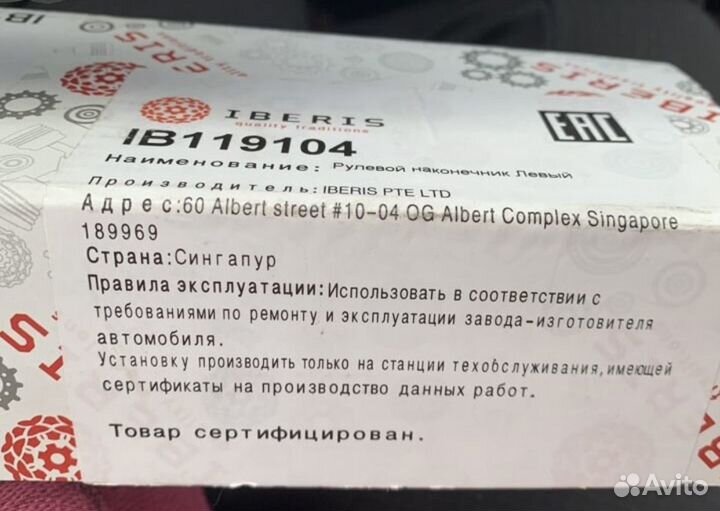 IBERIS
quality traditions
EAC
IB119104
Наименование: Рулевой наконечник Левый
Производитель: IBERIS PTE LTD
Адрес:60 Albert street #10-04 OG Albert Complex Singapore
189969
Страна:Сингапур
Правила эксплуатации:Использовать в соответствии с
требованиями по ремонту и эксплуатации завода-изготовителя
автомобиля.
Установку производить только на станции техобслуживания,имеющей
сертификаты на производство данных работ.
Товар сертифицирован.
Avito